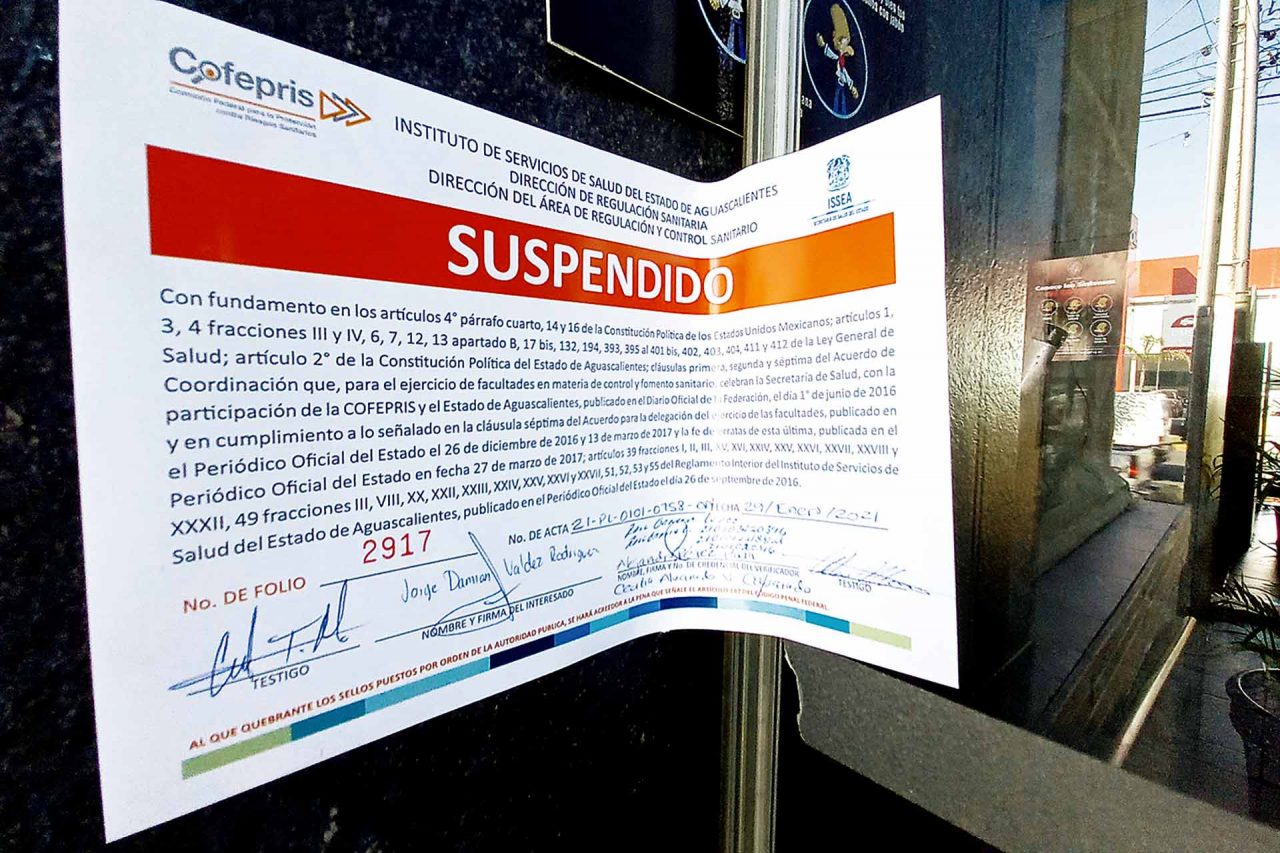 Cofepris
Comisión Federal para la Protección
contra Riesgos Sanitarios
INSTITUTO DE SERVICIOS DE SALUD DEL ESTADO DE AGUASCALIENTES
DIRECCIÓN DE REGULACIÓN SANITARIA
DIRECCIÓN DEL ÁREA DE REGULACIÓN Y CONTROL SANITARIO
ISSEA
SUSPENDIDO
Con fundamento en los artículos 4° párrafo cuarto, 14 y 16 de la Constitución Política de los Estados Unidos Mexicanos; artículos 1,
3, 4 fracciones III y IV, 6, 7, 12, 13 apartado B, 17 bis, 132, 194, 393, 395 al 401 bis, 402, 403, 404, 411 y 412 de la Ley General de
Salud; artículo 2° de la Constitución Política del Estado de Aguascalientes; cláusulas primera, segunda y séptima del Acuerdo de
Coordinación que, para el ejercicio de facultades en materia de control y fomento sanitario, celebran la Secretaría de Salud, con la
participación de la COFEPRIS y el Estado de Aguascalientes, publicado en el Diario Oficial de la Federación, el día 1° de junio de 2016
y en cumplimiento a lo señalado en la cláusula séptima del Acuerdo para la delegación del ejercicio de las facultades, publicado en
el Periódico Oficial del Estado el 26 de diciembre de 2016 y 13 de marzo de 2017 y la fe de erratas de esta última, publicada en el
Periódico Oficial del Estado en fecha 27 de marzo de 2017; artículos 39 fracciones I, II, III, XV, XVI, XXIV, XXV, XXVI, XXVII, XXVIII y
XXXII, 49 fracciones III, VIII, XX, XXII, XXIII, XXIV, XXV, XXVI y XXVII, 51, 52, 53 y 55 del Reglamento Interior del Instituto de Servicios de
Salud del Estado de Aguascalientes, publicado en el Periódico Oficial del Estado el día 26 de septiembre de 2016.
No. DE FOLIO 2917
No. DE ACTA 21-PL-0101-0758-09 FECHA 29/Enero/2021
Jorge Damian Valdez Rodriguez
TESTIGO
NOMBRE Y FIRMA DEL INTERESADO
NOMBRE, FIRMA Y No. DE CREDENCIAL DEL VERIFICADOR
TESTIGO
AL QUE QUEBRANTE LOS SELLOS PUESTOS POR ORDEN DE LA AUTORIDAD PUBLICA, SE HARÁ ACREEDOR A LA PENA QUE SEÑALE EL ARTÍCULO 187 DEL CÓDIGO PENAL FEDERAL.